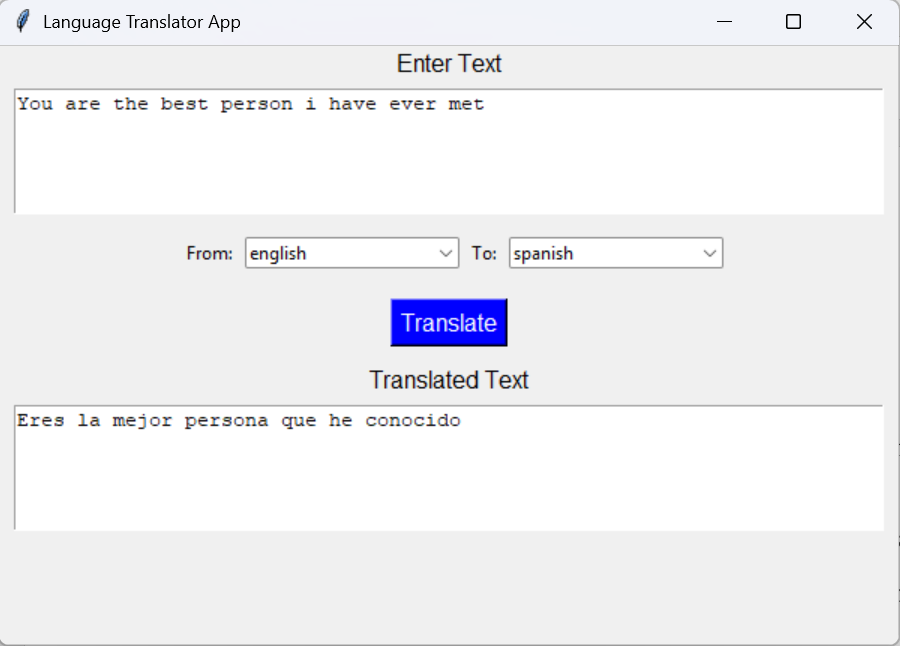 Language Translator App
Enter Text
You are the best person i have ever met
From: english To: spanish
Translate
Translated Text
Eres la mejor persona que he conocido